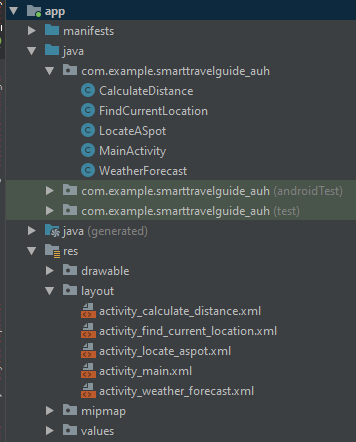 app
manifests
java
com.example.smarttravelguide_auh
CalculateDistance
FindCurrentLocation
LocateASpot
MainActivity
WeatherForecast
com.example.smarttravelguide_auh (androidTest)
com.example.smarttravelguide_auh (test)
java (generated)
res
drawable
layout
activity_calculate_distance.xml
activity_find_current_location.xml
activity_locate_aspot.xml
activity_main.xml
activity_weather_forecast.xml
mipmap
values